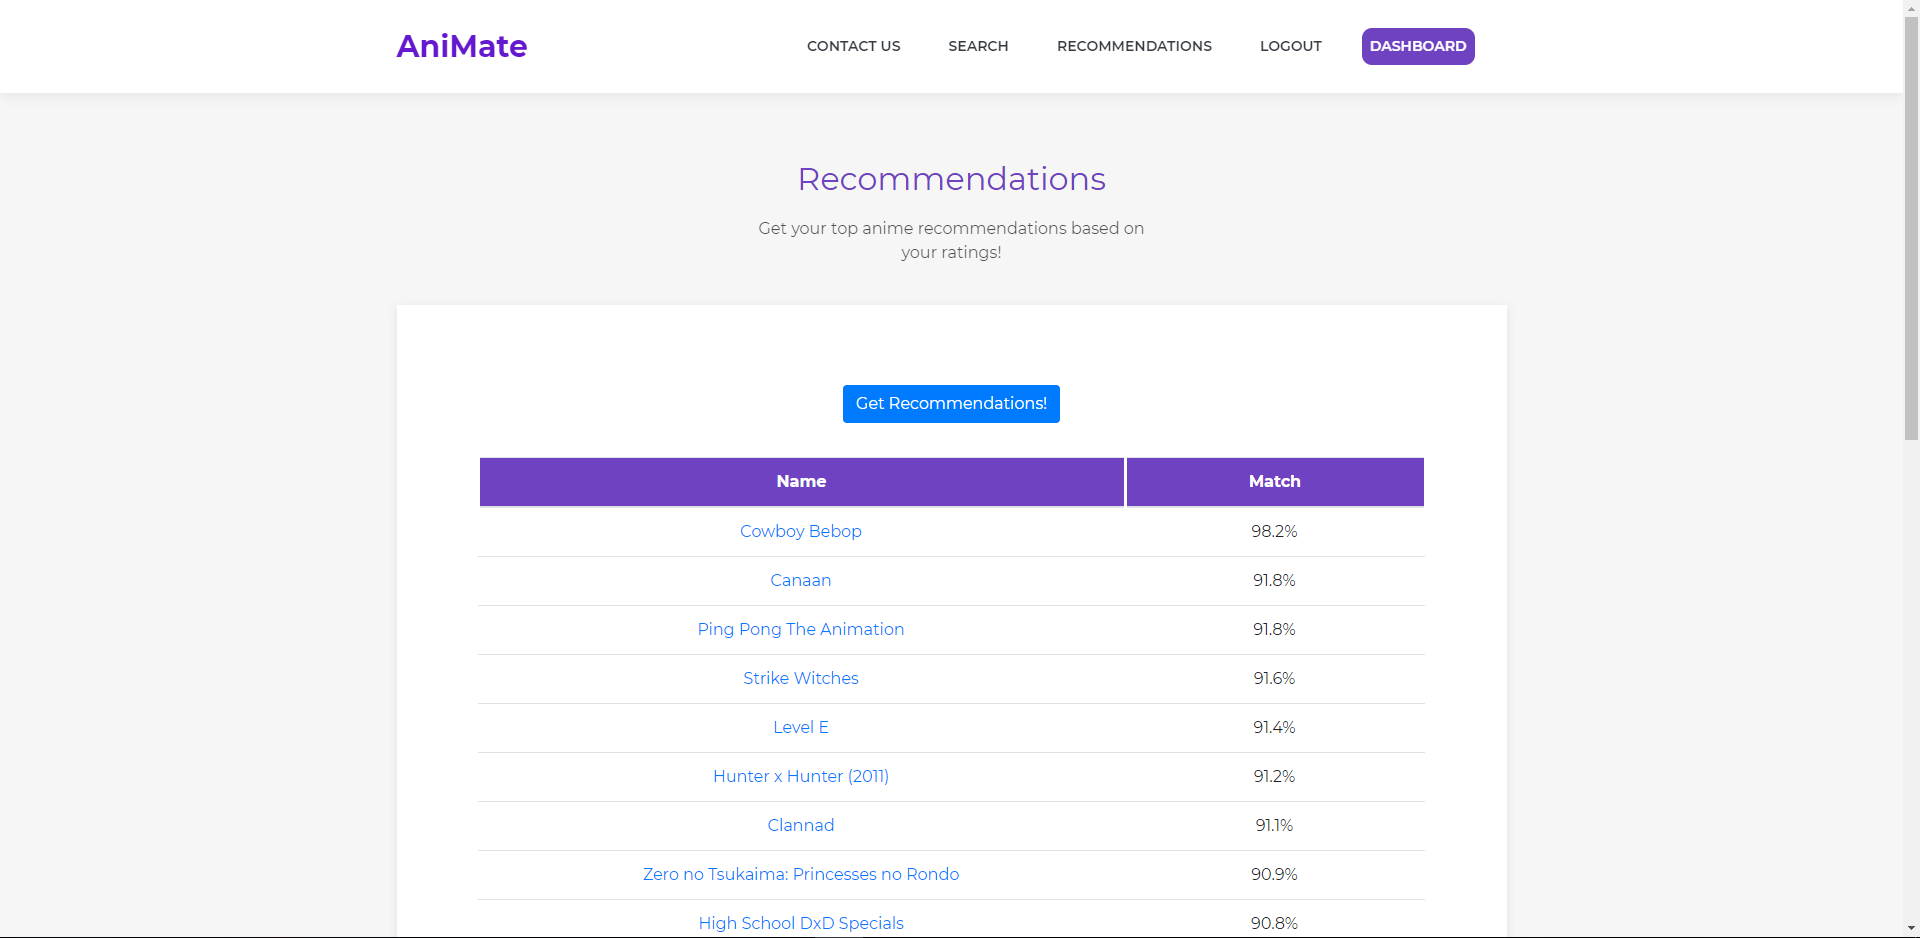 AniMate
CONTACT US
SEARCH
RECOMMENDATIONS
LOGOUT
DASHBOARD
Recommendations
Get your top anime recommendations based on
your ratings!
Get Recommendations!
Name Match
Cowboy Bebop 98.2%
Canaan 91.8%
Ping Pong The Animation 91.8%
Strike Witches 91.6%
Level E 91.4%
Hunter x Hunter (2011) 91.2%
Clannad 91.1%
Zero no Tsukaima: Princesses no Rondo 90.9%
High School DxD Specials 90.8%